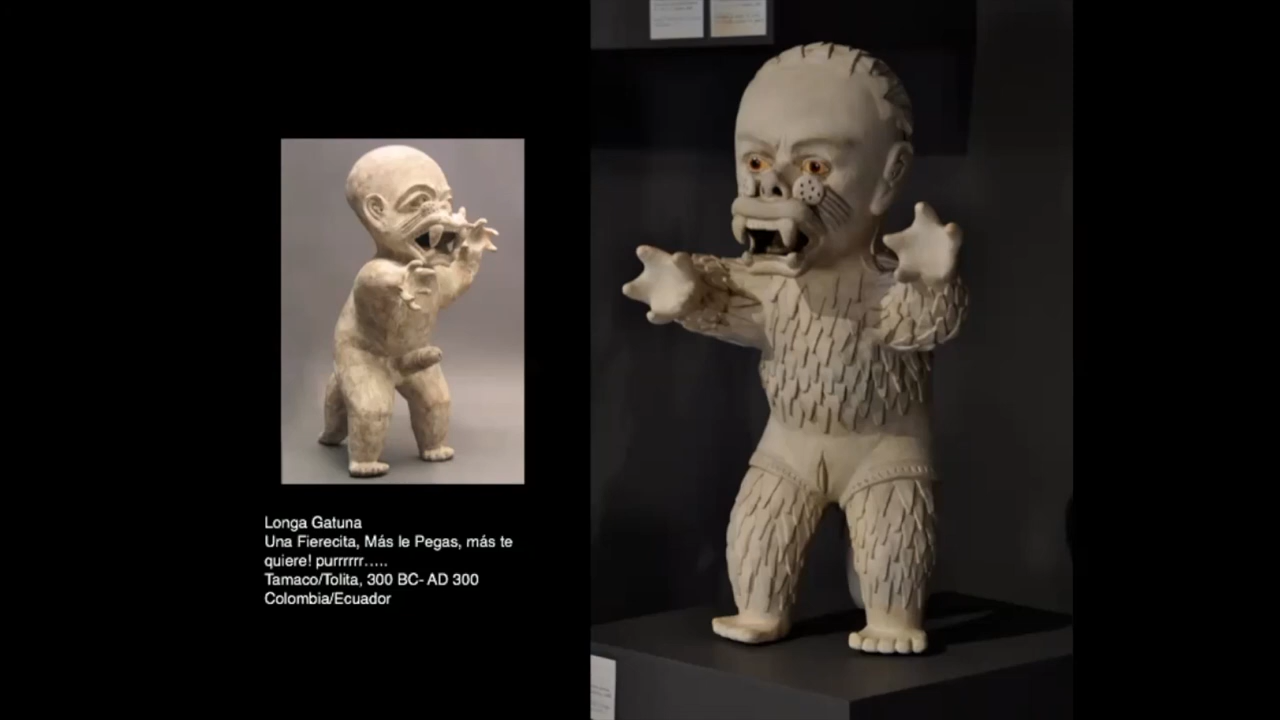 Longa Gatuna
Una Fierecita, Más le Pegas, más te
quiere! purrrrrr.....
Tamaco/Tolita, 300 BC- AD 300
Colombia/Ecuador